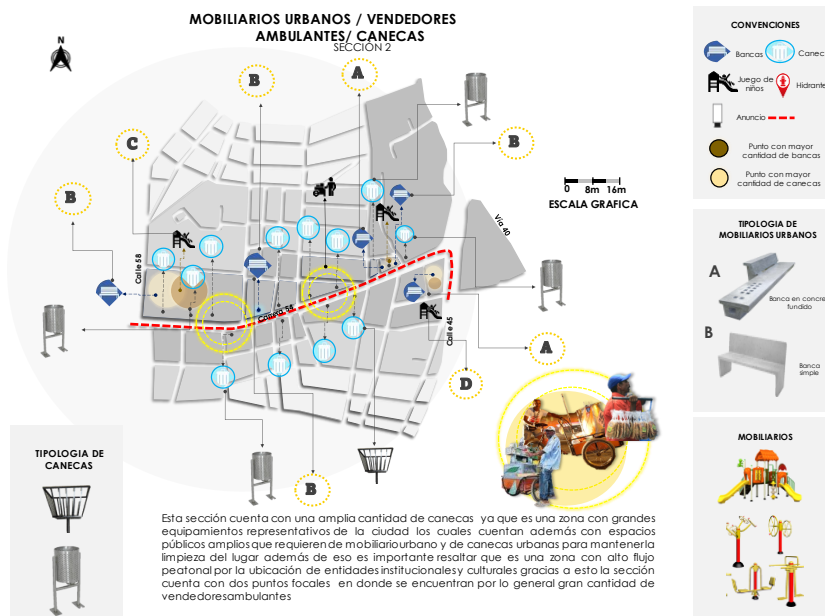 MOBILIARIOS URBANOS / VENDEDORES
AMBULANTES/ CANECAS
SECCIÓN 2
N
CONVENCIONES
Bancas
Canec
Juego de
niños
Hidrante
Anuncio
Punto con mayor
cantidad de bancas
Punto con mayor
cantidad de canecas
B
A
B
C
B
0 8m 16m
ESCALA GRAFICA
Vía 40
Calle 58
Calle 45
A
D
B
TIPOLOGIA DE
MOBILIARIOS URBANOS
A
Banca en concre
fundido
B
Banca
simple
MOBILIARIOS
TIPOLOGIA DE
CANECAS
Esta sección cuenta con una amplia cantidad de canecas ya que es una zona con grandes
equipamientos representativos de la ciudad los cuales cuentan además con espacios
públicos amplios que requieren de mobiliario urbano y de canecas urbanas para mantener la
limpieza del lugar además de eso es importante resaltar que es una zona con alto flujo
peatonal por la ubicación de entidades institucionales y culturales gracias a esto la sección
cuenta con dos puntos focales en donde se encuentran por lo general gran cantidad de
vendedores ambulantes